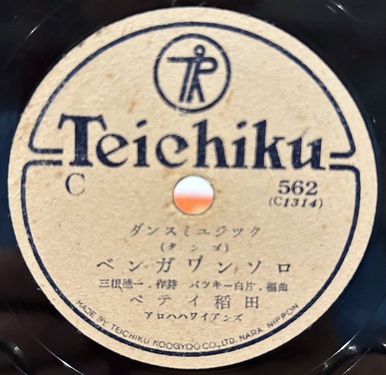 Teichiku
C
562
(C1314)
ダンスミユジツク
(タンゴ)
ベンガワンソロ
三根徳一.作詩 バツキー白片.編曲
ベテイ稲田
アロハハワイアンズ
MADE BY TEICHIKU KOOGYOO CO., LTD. NARA NIPPON